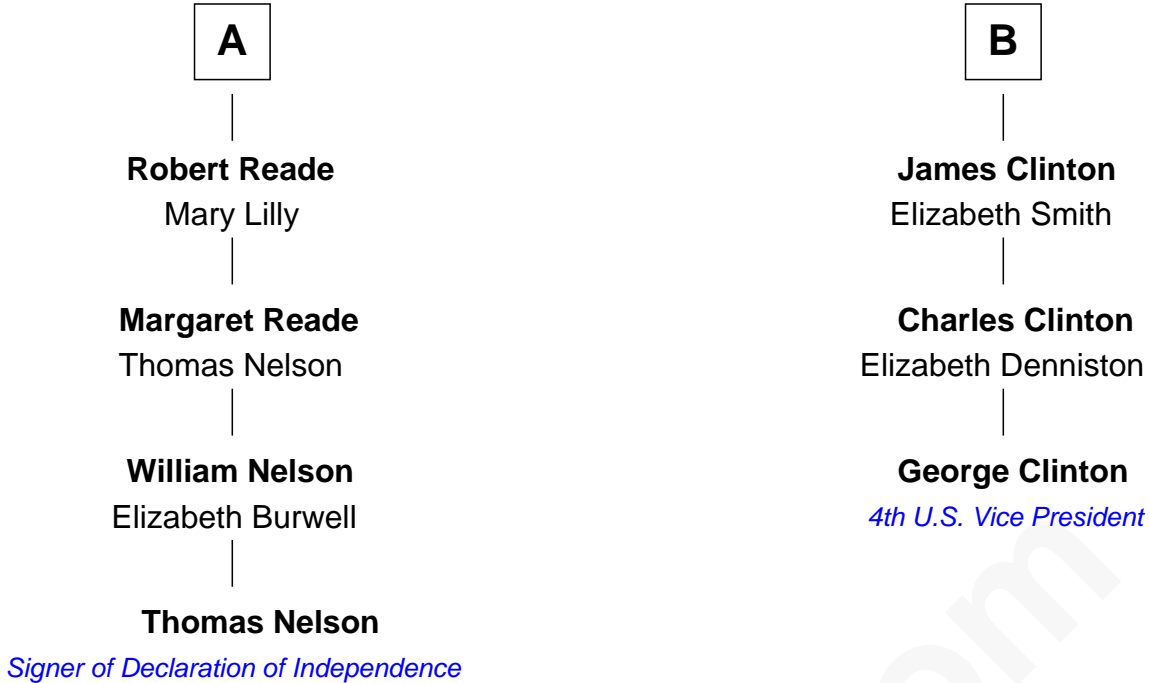 A
Robert Reade
Mary Lilly
Margaret Reade
Thomas Nelson
William Nelson
Elizabeth Burwell
Thomas Nelson
Signer of Declaration of Independence
B
James Clinton
Elizabeth Smith
Charles Clinton
Elizabeth Denniston
George Clinton
4th U.S. Vice President
om